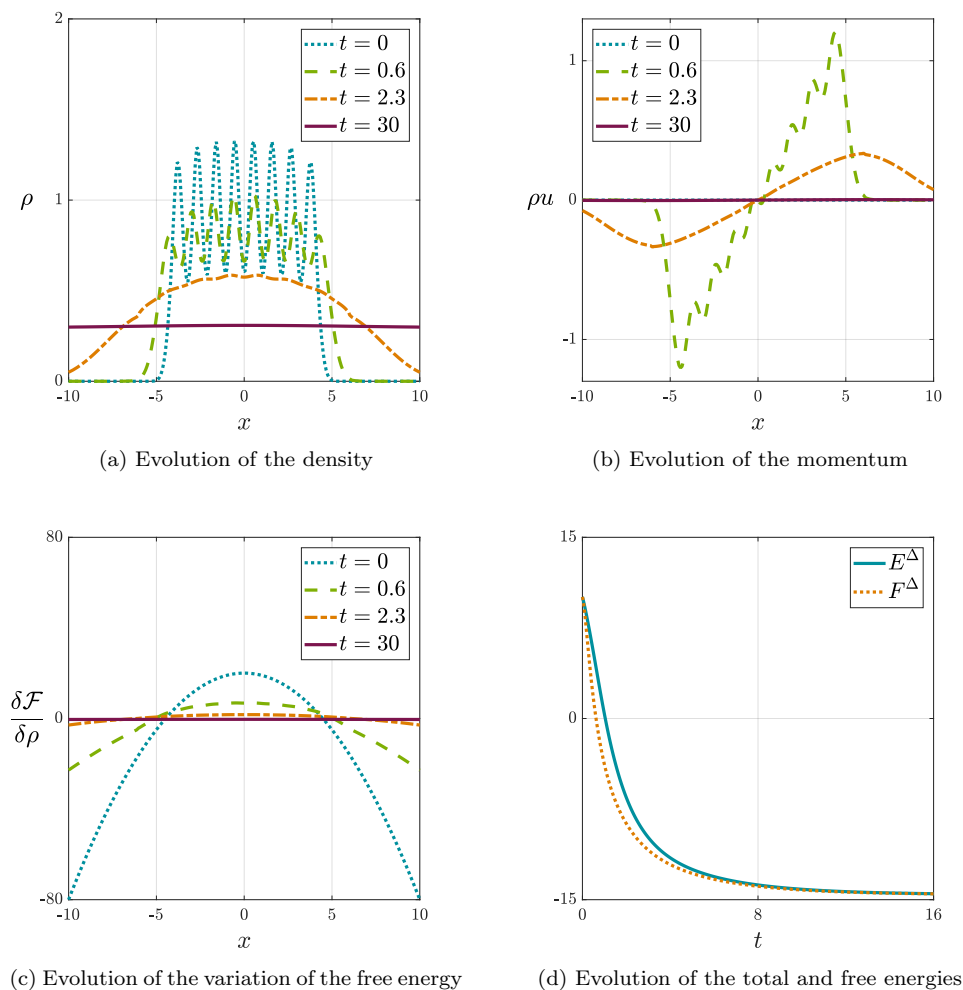 2
1
0
ρ
-10
-5
0
5
10
x
t = 0
t = 0.6
t = 2.3
t = 30
(a) Evolution of the density
1
0
-1
ρu
-10
-5
0
5
10
x
t = 0
t = 0.6
t = 2.3
t = 30
(b) Evolution of the momentum
80
0
-80
δF
δρ
-10
-5
0
5
10
x
t = 0
t = 0.6
t = 2.3
t = 30
(c) Evolution of the variation of the free energy
15
0
-15
0
8
16
t
E^Δ
F^Δ
(d) Evolution of the total and free energies